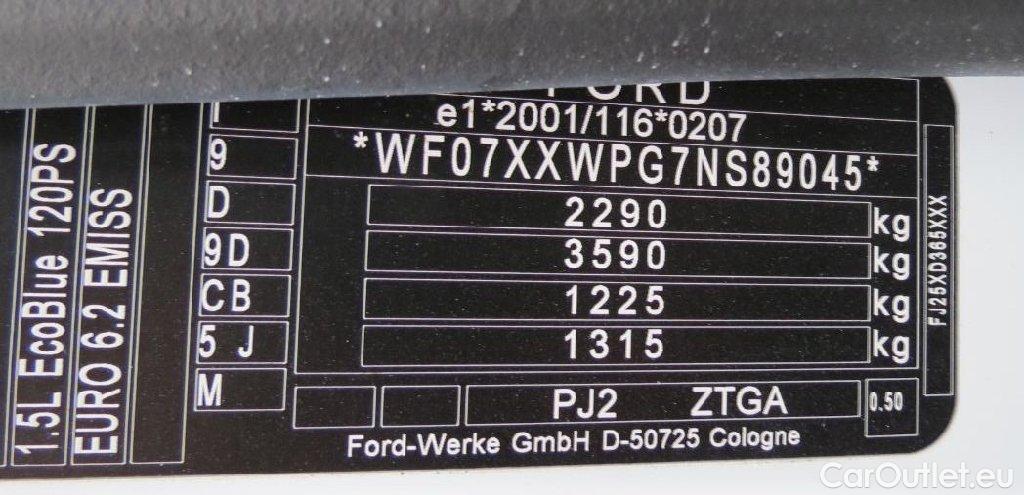 FORD
e1*2001/116*0207
*WF07XXWPG7NS89045*
2290 kg
3590 kg
1225 kg
1315 kg
PJ2 ZTGA
0.50
Ford-Werke GmbH D-50725 Cologne
9
D
9D
CB
5 J
M
1.5L EcoBlue 120PS
EURO 6.2 EMISS
FJ25XD365XXX
CarOutlet.eu